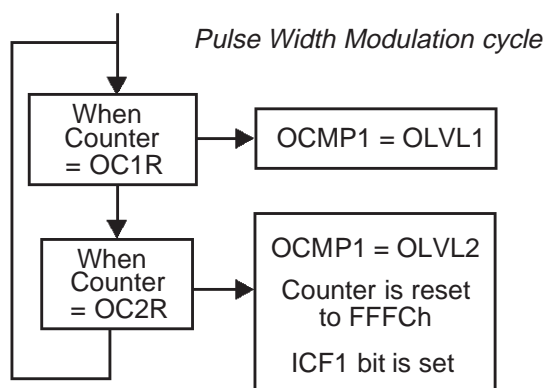 Pulse Width Modulation cycle
When
Counter
= OC1R
OCMP1 = OLVL1
When
Counter
= OC2R
OCMP1 = OLVL2
Counter is reset
to FFFCh
ICF1 bit is set